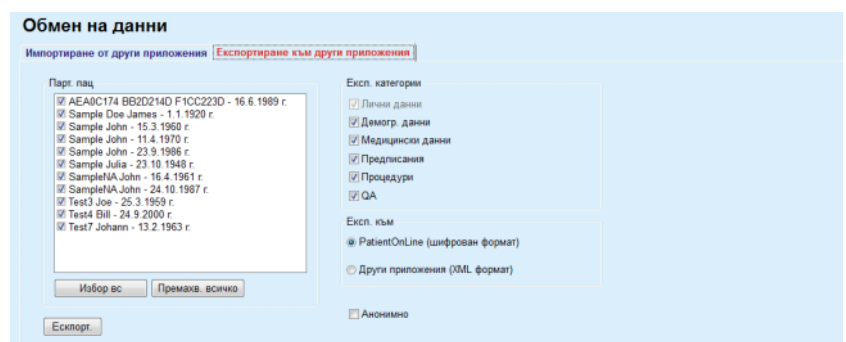 Обмен на данни
Импортиране от други приложения Експортиране към други приложения
Парт. пац
AEA0C174 BB2D214D F1CC223D - 16.6.1989 г.
Sample Doe James - 1.1.1920 г.
Sample John - 15.3.1960 г.
Sample John - 11.4.1970 г.
Sample John - 23.9.1986 г.
Sample Julia - 23.10.1948 г.
SampleNA John - 16.4.1961 г.
SampleNA John - 24.10.1987 г.
Test3 Joe - 25.3.1959 г.
Test4 Bill - 24.9.2000 г.
Test7 Johann - 13.2.1963 г.
Избор вс Премахв. всичко
Ескпорт.
Експ. категории
Лични данни
Демогр. данни
Медицински данни
Предписания
Процедури
QA
Експ. към
PatientOnLine (шифрован формат)
Други приложения (XML формат)
Анонимно